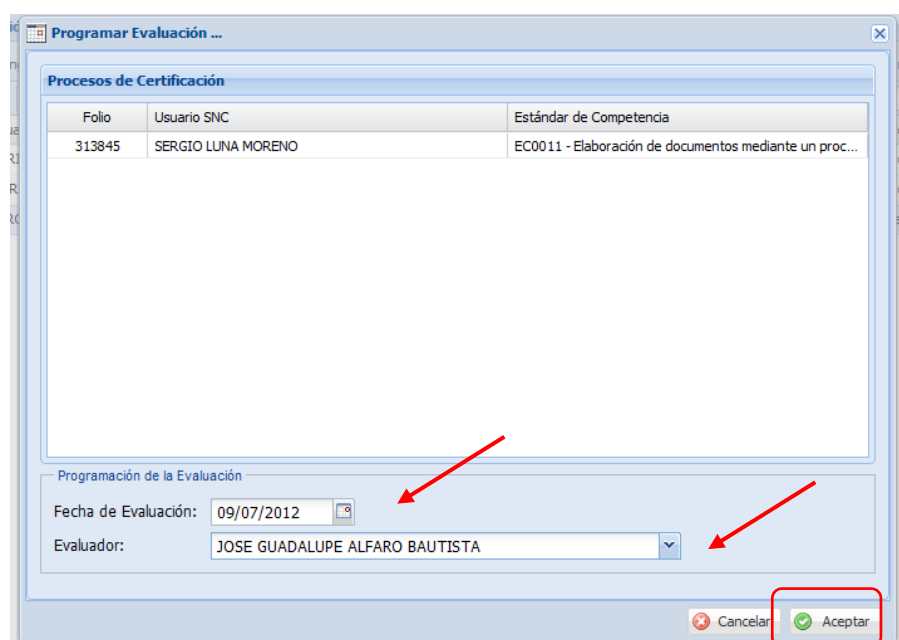 Programar Evaluación ...
Procesos de Certificación
Folio Usuario SNC Estándar de Competencia
313845 SERGIO LUNA MORENO EC0011 - Elaboración de documentos mediante un proc...
Programación de la Evaluación
Fecha de Evaluación: 09/07/2012
Evaluador: JOSE GUADALUPE ALFARO BAUTISTA
Cancelar Aceptar